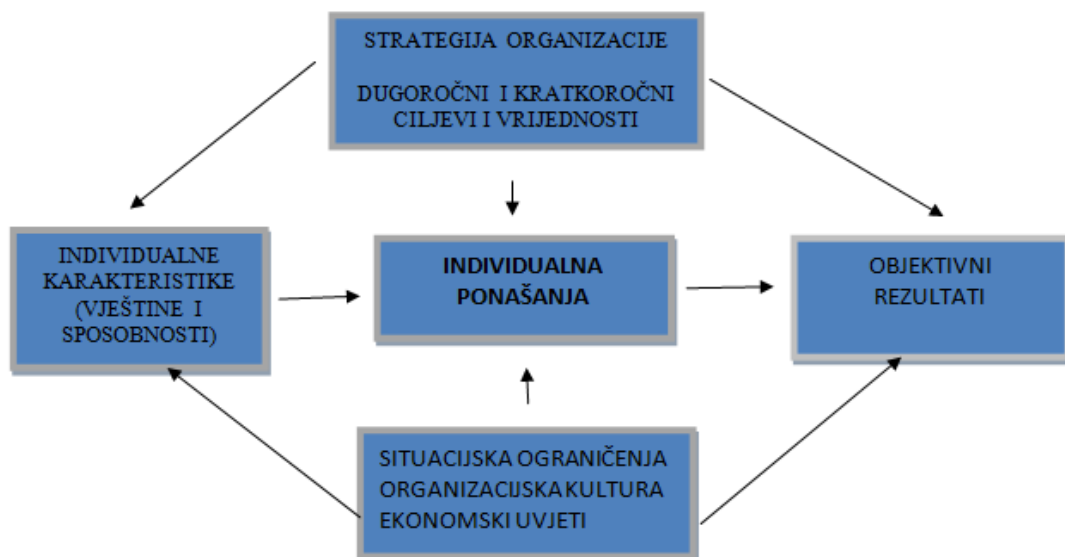 STRATEGIJA ORGANIZACIJE
DUGOROČNI I KRATKOROČNI
CILJEVI I VRIJEDNOSTI
INDIVIDUALNE
KARAKTERISTIKE
(VJEŠTINE I
SPOSOBNOSTI)
INDIVIDUALNA
PONAŠANJA
OBJEKTIVNI
REZULTATI
SITUACIJSKA OGRANIČENJA
ORGANIZACIJSKA KULTURA
EKONOMSKI UVJETI